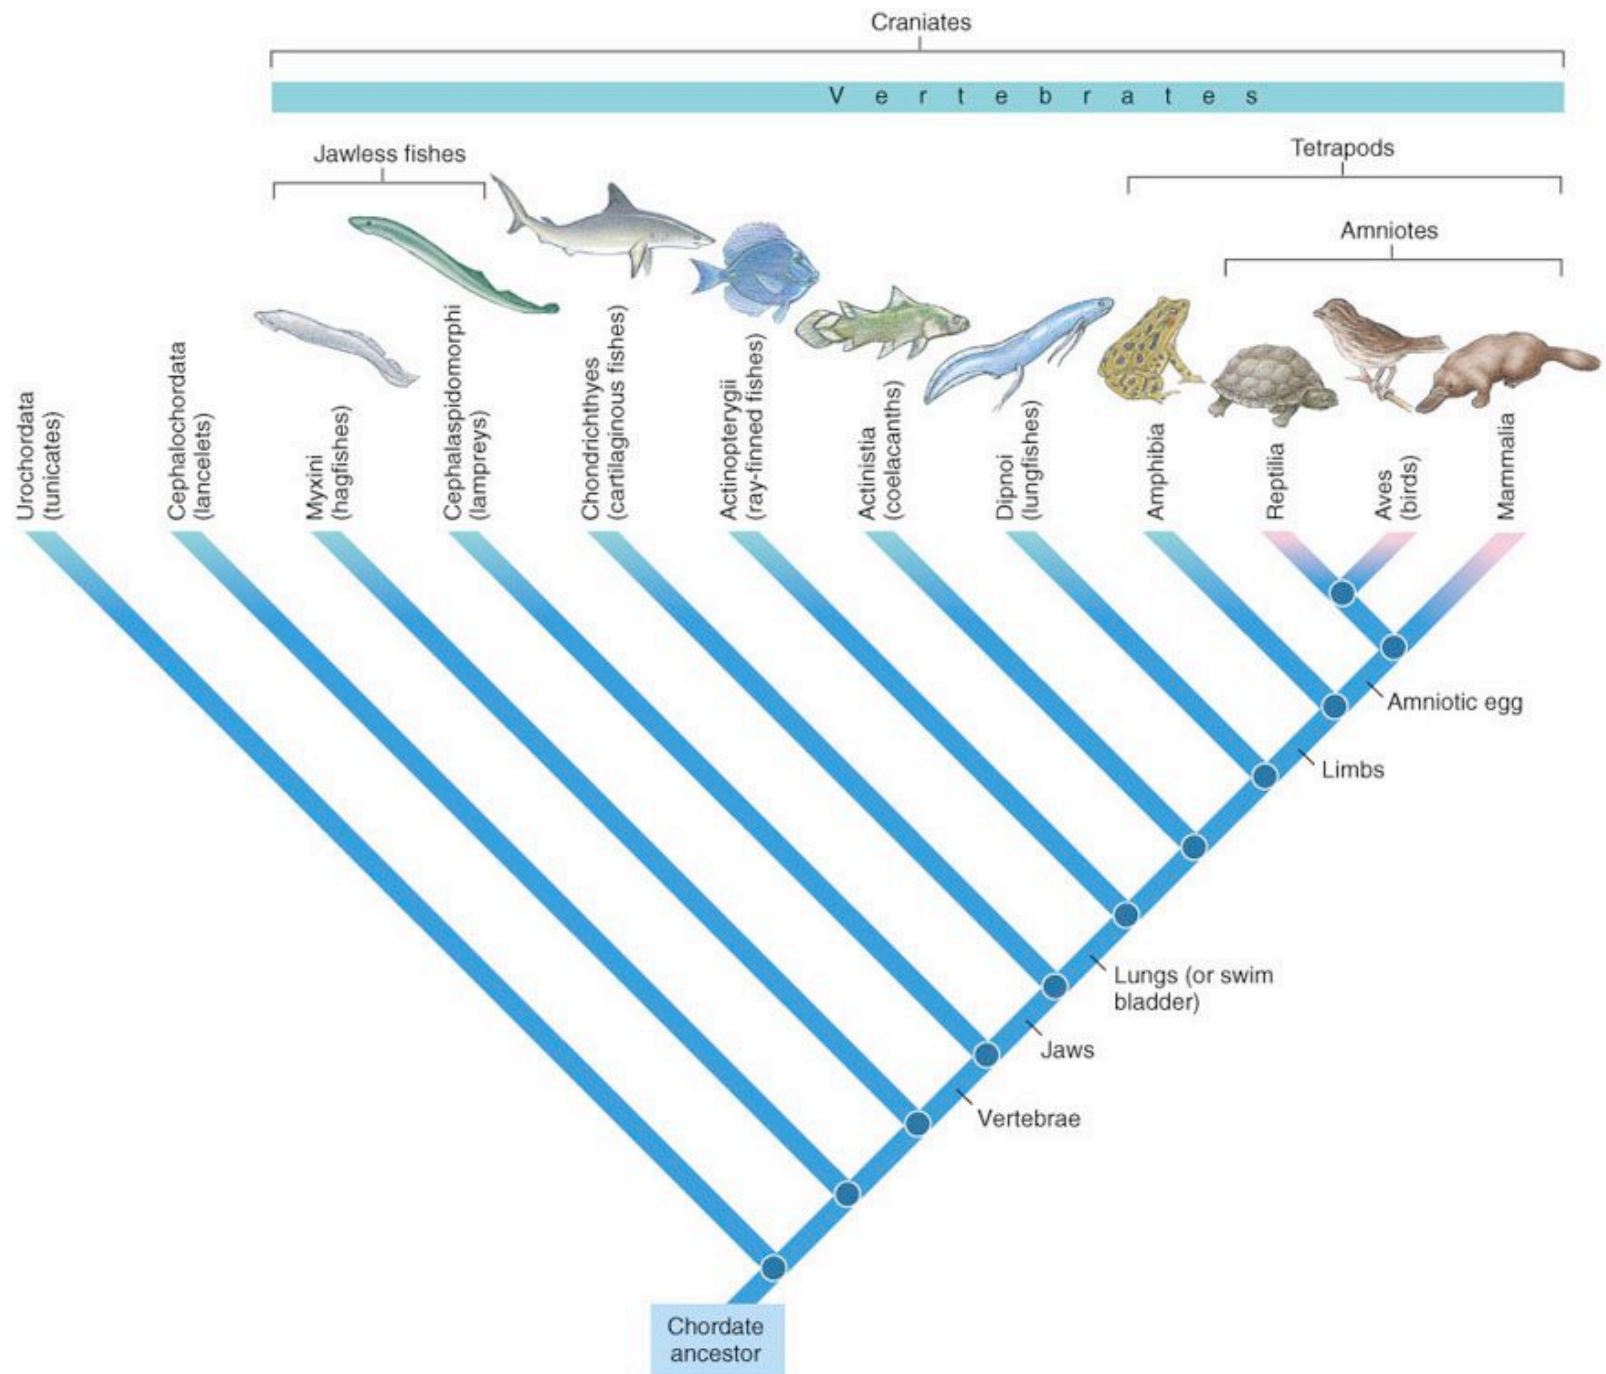 Craniates
Vertebrates
Jawless fishes
Tetrapods
Amniotes
Urochordata
(tunicates)
Cephalochordata
(lancelets)
Myxini
(hagfishes)
Cephalaspidomorphi
(lampreys)
Chondrichthyes
(cartilaginous fishes)
Actinopterygii
(ray-finned fishes)
Actinistia
(coelacanths)
Dipnoi
(lungfishes)
Amphibia
Reptilia
Aves
(birds)
Mammalia
Amniotic egg
Limbs
Lungs (or swim
bladder)
Jaws
Vertebrae
Chordate
ancestor